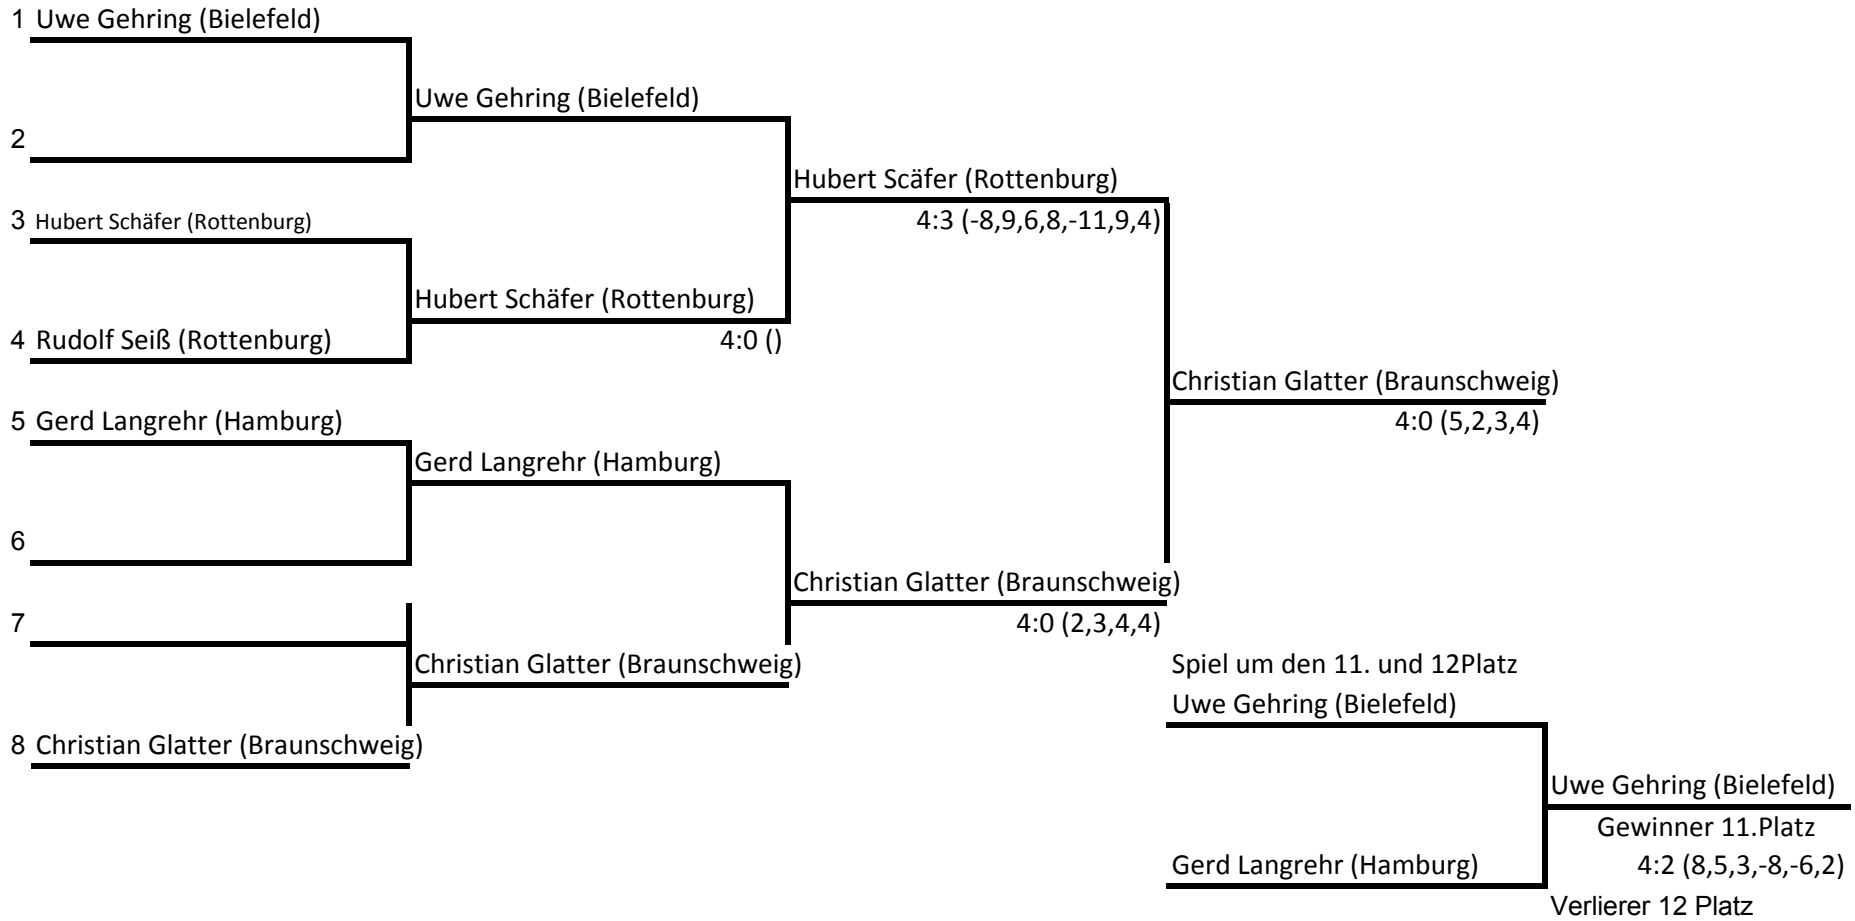 1 Uwe Gehring (Bielefeld)
Uwe Gehring (Bielefeld)
2
Hubert Scäfer (Rottenburg)
3 Hubert Schäfer (Rottenburg)
4:3 (-8,9,6,8,-11,9,4)
Hubert Schäfer (Rottenburg)
4 Rudolf Seiß (Rottenburg)
4:0 ()
Christian Glatter (Braunschweig)
5 Gerd Langrehr (Hamburg)
4:0 (5,2,3,4)
Gerd Langrehr (Hamburg)
6
Christian Glatter (Braunschweig)
7
4:0 (2,3,4,4)
Christian Glatter (Braunschweig)
Spiel um den 11. und 12Platz
Uwe Gehring (Bielefeld)
8 Christian Glatter (Braunschweig)
Uwe Gehring (Bielefeld)
Gewinner 11.Platz
Gerd Langrehr (Hamburg)
4:2 (8,5,3,-8,-6,2)
Verlierer 12 Platz